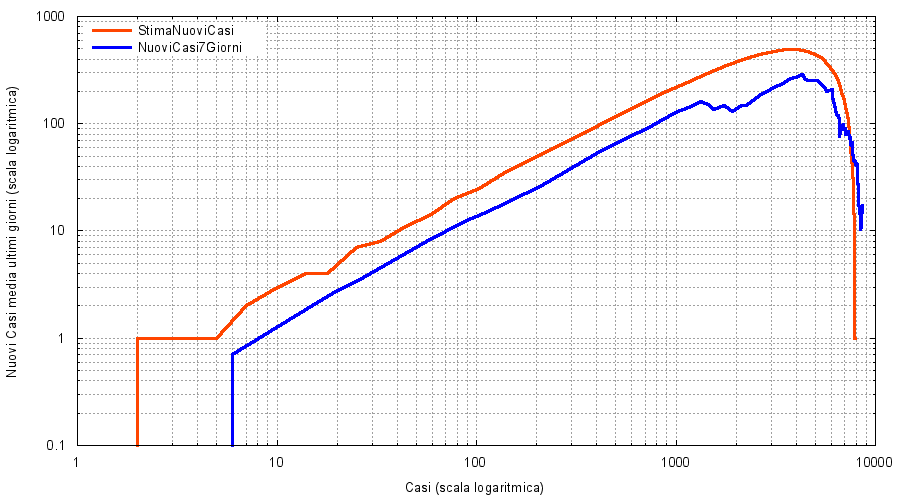 1000
StimaNuoviCasi
NuoviCasi7Giorni
100
10
1
0.1
Nuovi Casi media ultimi giorni (scala logaritmica)
1
10
100
1000
10000
Casi (scala logaritmica)